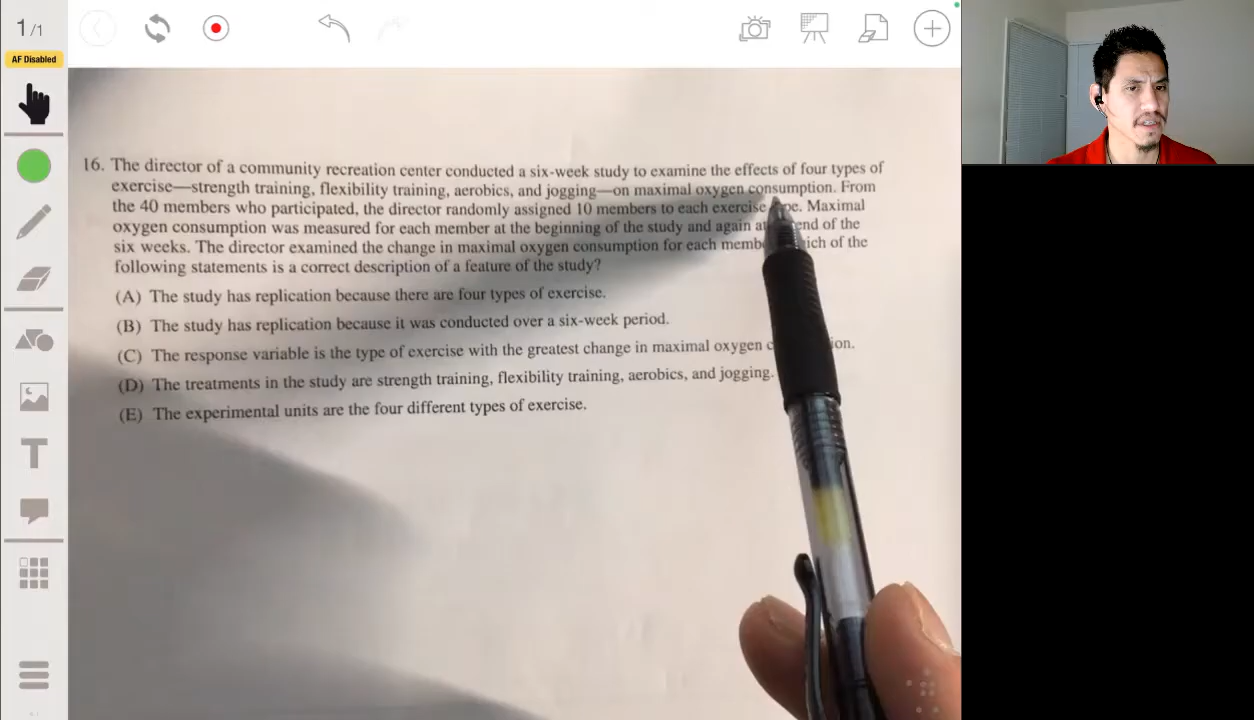 1/1
AF Disabled
16. The director of a community recreation center conducted a six-week study to examine the effects of four types of
exercise—strength training, flexibility training, aerobics, and jogging—on maximal oxygen consumption. From
the 40 members who participated, the director randomly assigned 10 members to each exercise Maximal
oxygen consumption was measured for each member at the beginning of the study and again at end of the
six weeks. The director examined the change in maximal oxygen consumption for each of the
following statements is a correct description of a feature of the study?
(A) The study has replication because there are four types of exercise.
(B) The study has replication because it was conducted over a six-week period.
(C) The response variable is the type of exercise with the greatest change in maximal oxygen
(D) The treatments in the study are strength training, flexibility training, aerobics, and jogging.
(E) The experimental units are the four different types of exercise.
T